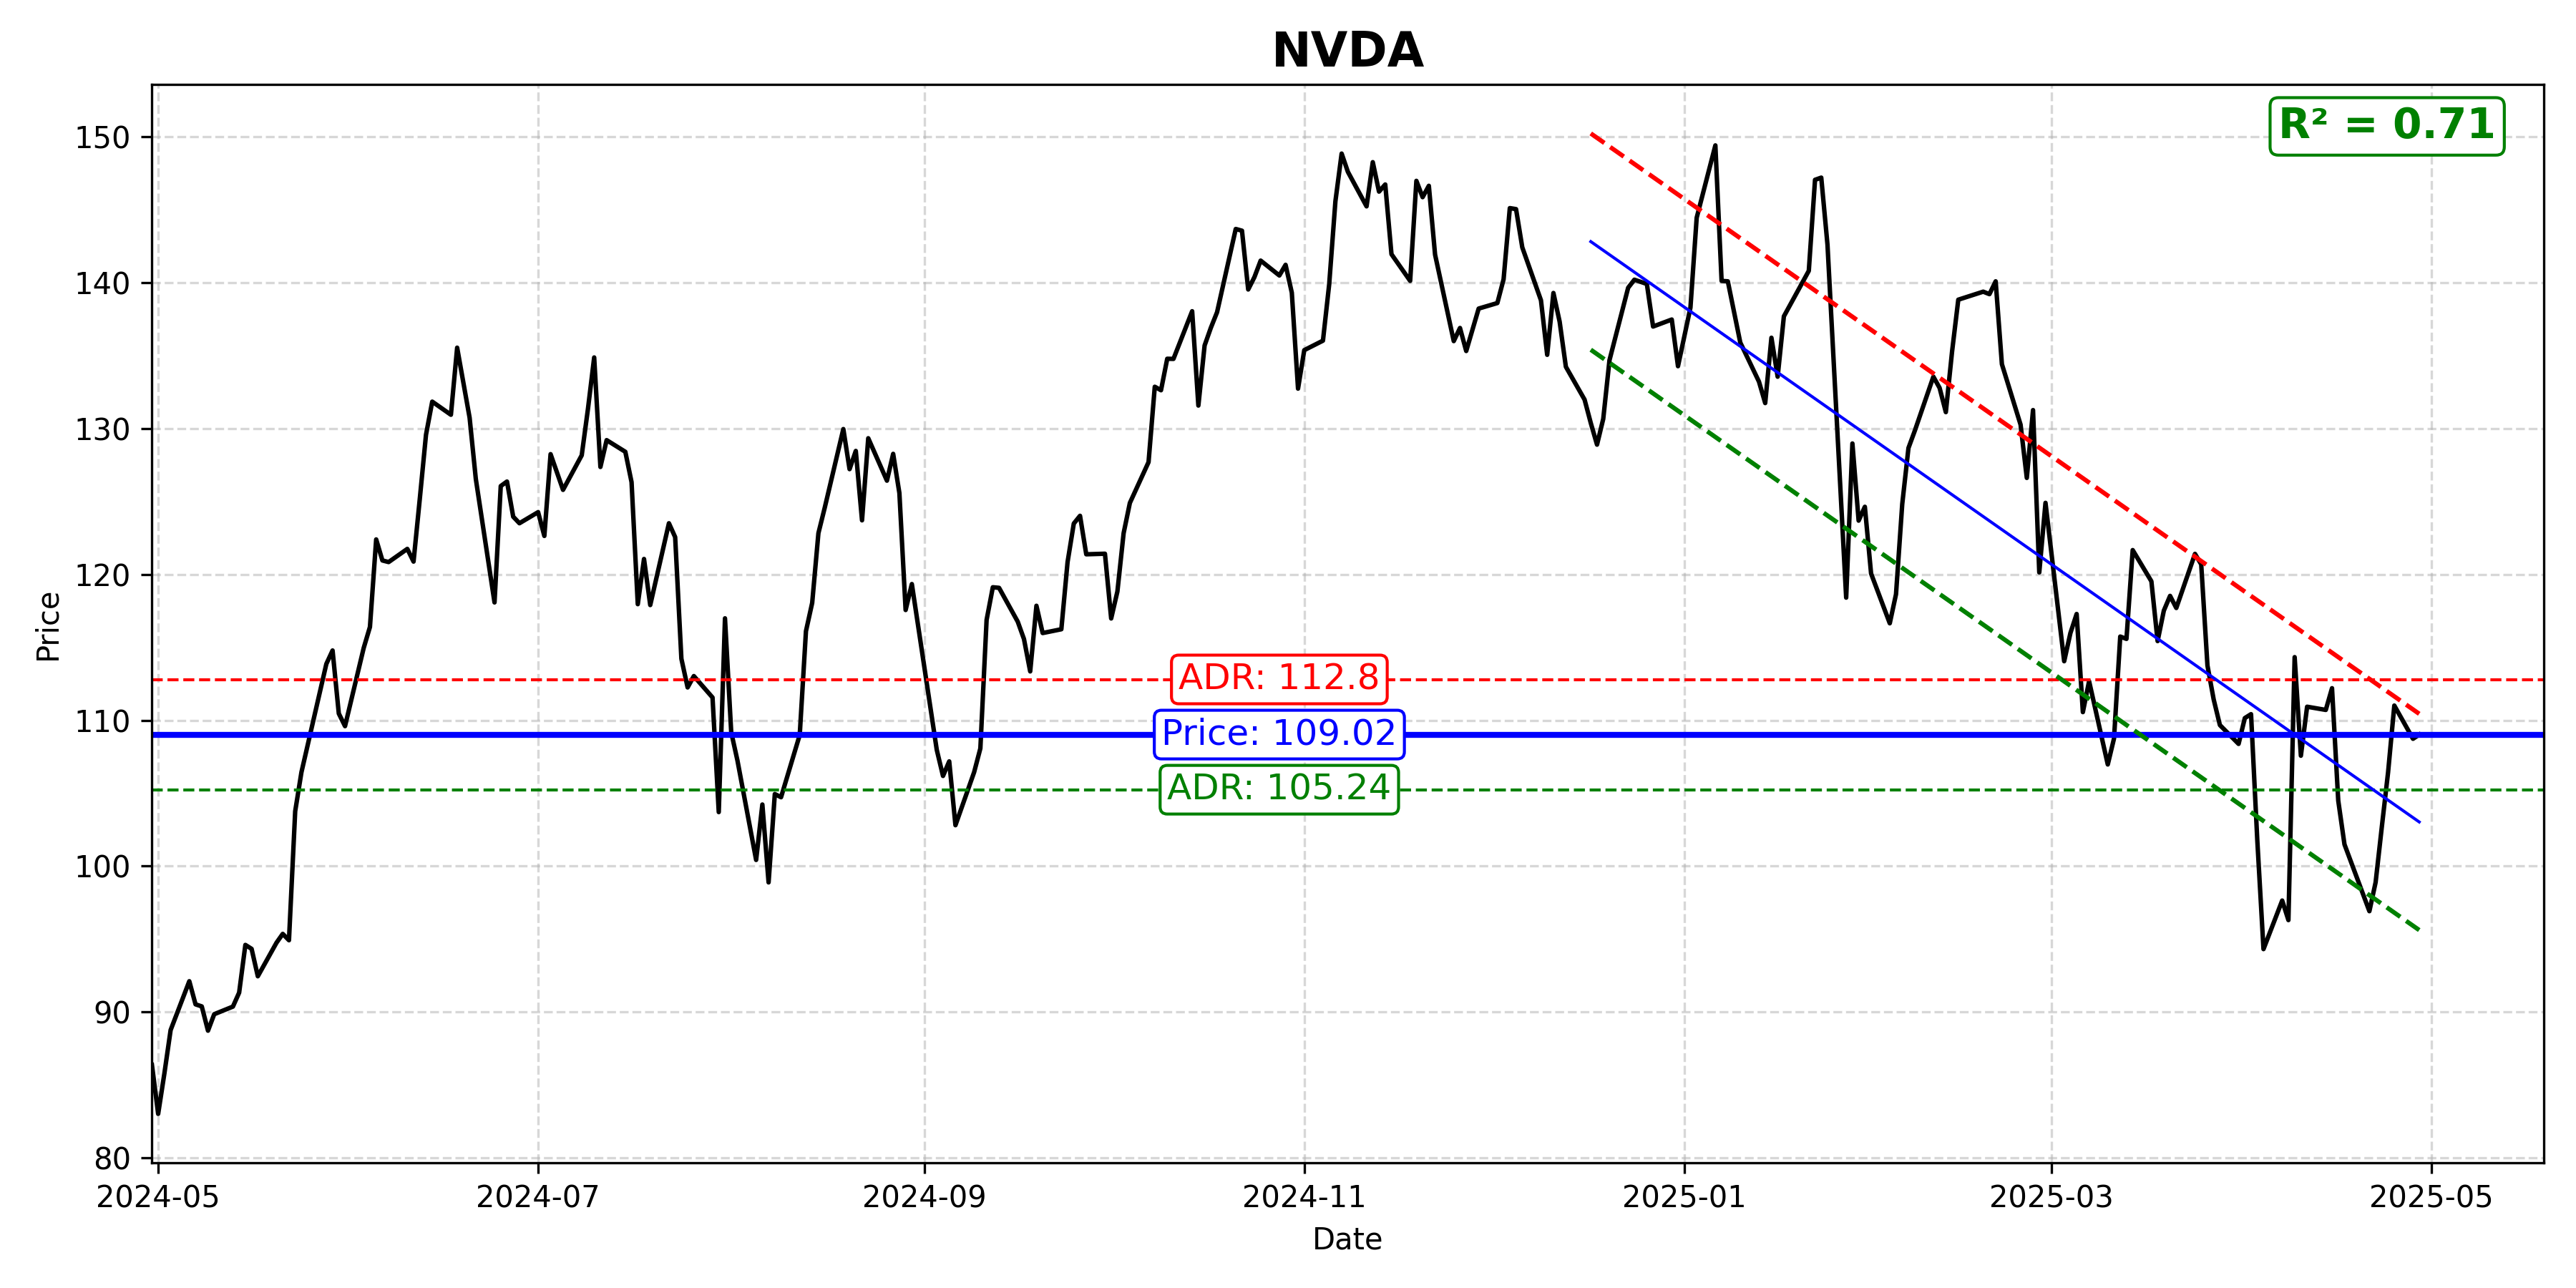 NVDA
R² = 0.71
150
140
130
120
110
100
90
80
Price
ADR: 112.8
Price: 109.02
ADR: 105.24
2024-05
2024-07
2024-09
2024-11
2025-01
2025-03
2025-05
Date